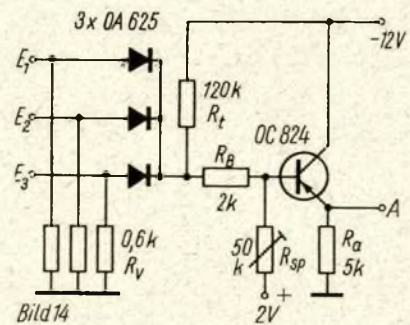 3x OA 625
E1
E2
E3
120k
Rt
-12V
OC 824
RB
2k
A
0,6k
Rv
50
k
Rsp
Ra
5k
+
2V
Bild 14